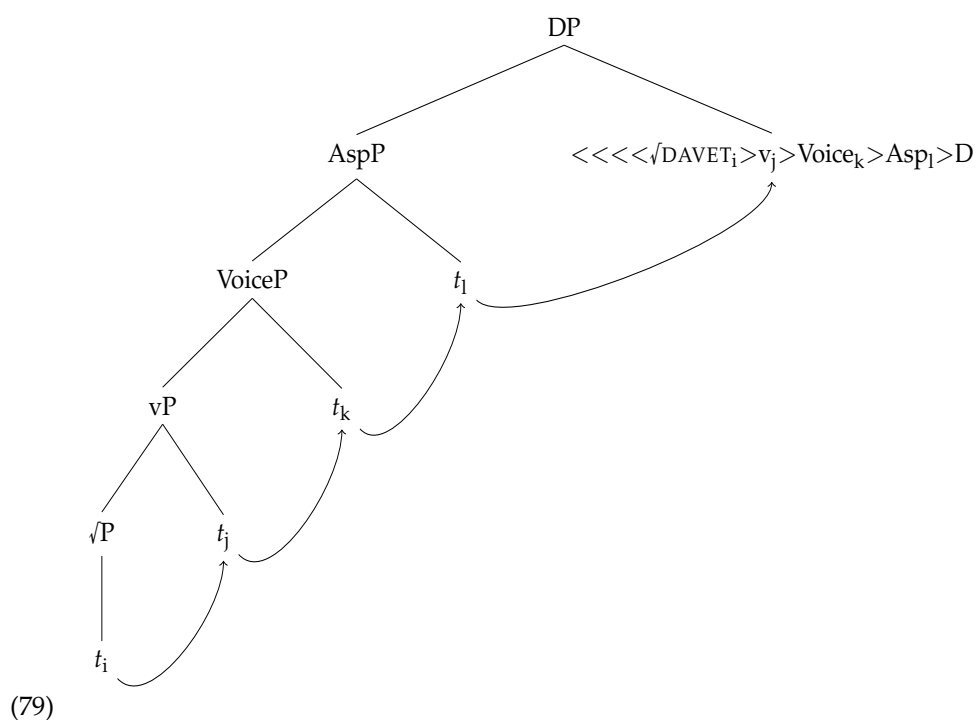 DP
AspP <<<<√DAVETi>vj>Voicek>Aspl>D
VoiceP tl
vP tk
√P tj
ti
(79)